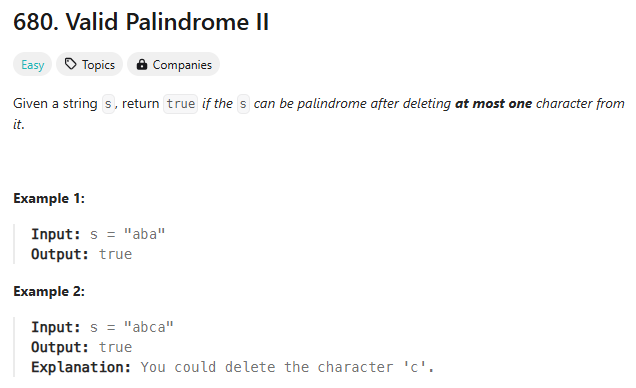 680. Valid Palindrome II
Easy Topics Companies
Given a string s, return true if the s can be palindrome after deleting at most one character from
it.
Example 1:
Input: s = "aba"
Output: true
Example 2:
Input: s = "abca"
Output: true
Explanation: You could delete the character 'c'.